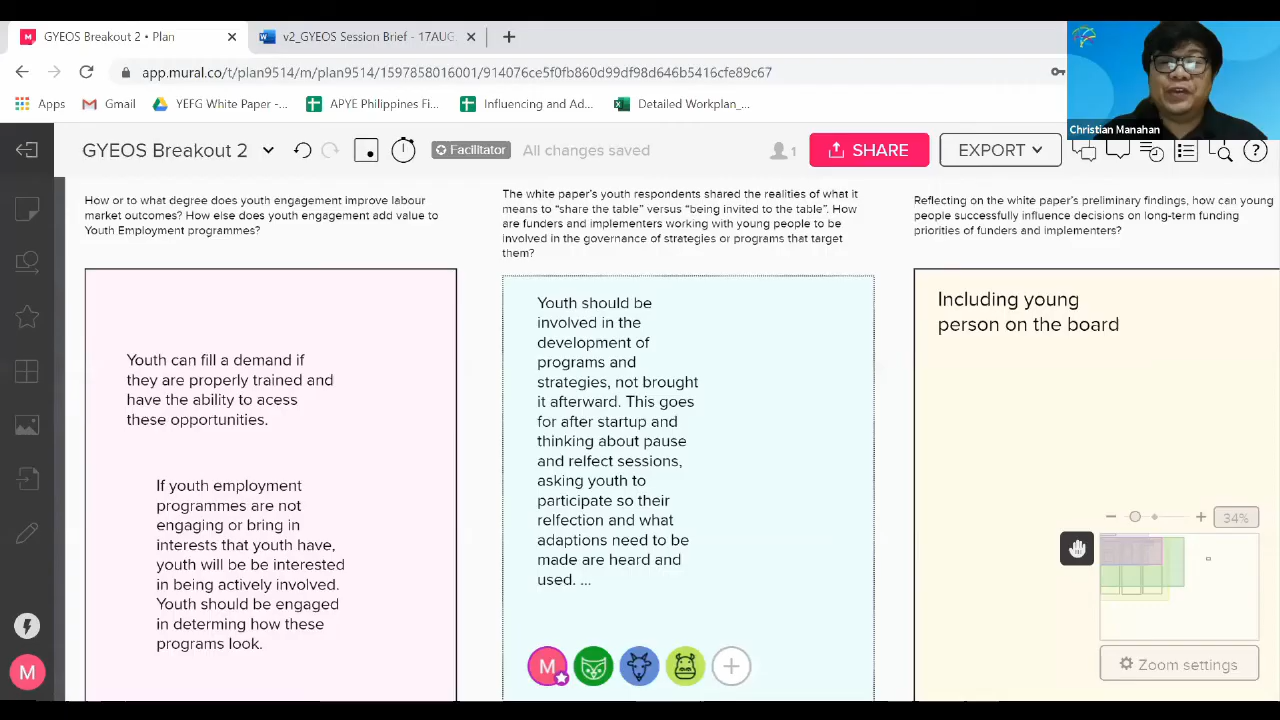 GYEOS Breakout 2 • Plan
v2_GYEOS Session Brief - 17AUG
app.mural.co/t/plan9514/m/plan9514/1597858016001/914076ce5f0fb860d99df98d646b5416cfe89c67
Apps
Gmail
YEFG White Paper -...
APYE Philippines Fi...
Influencing and Ad...
Detailed Workplan_...
Christian Manahan
GYEOS Breakout 2
Facilitator
All changes saved
1
SHARE
EXPORT
?
How or to what degree does youth engagement improve labour
market outcomes? How else does youth engagement add value to
Youth Employment programmes?
Youth can fill a demand if
they are properly trained and
have the ability to acess
these opportunities.
If youth employment
programmes are not
engaging or bring in
interests that youth have,
youth will be be interested
in being actively involved.
Youth should be engaged
in determing how these
programs look.
The white paper's youth respondents shared the realities of what it
means to “share the table” versus “being invited to the table”. How
are funders and implementers working with young people to be
involved in the governance of strategies or programs that target
them?
Youth should be
involved in the
development of
programs and
strategies, not brought
it afterward. This goes
for after startup and
thinking about pause
and relfect sessions,
asking youth to
participate so their
relfection and what
adaptions need to be
made are heard and
used. ...
M
Reflecting on the white paper's preliminary findings, how can young
people successfully influence decisions on long-term funding
priorities of funders and implementers?
Including young
person on the board
34%
Zoom settings
M